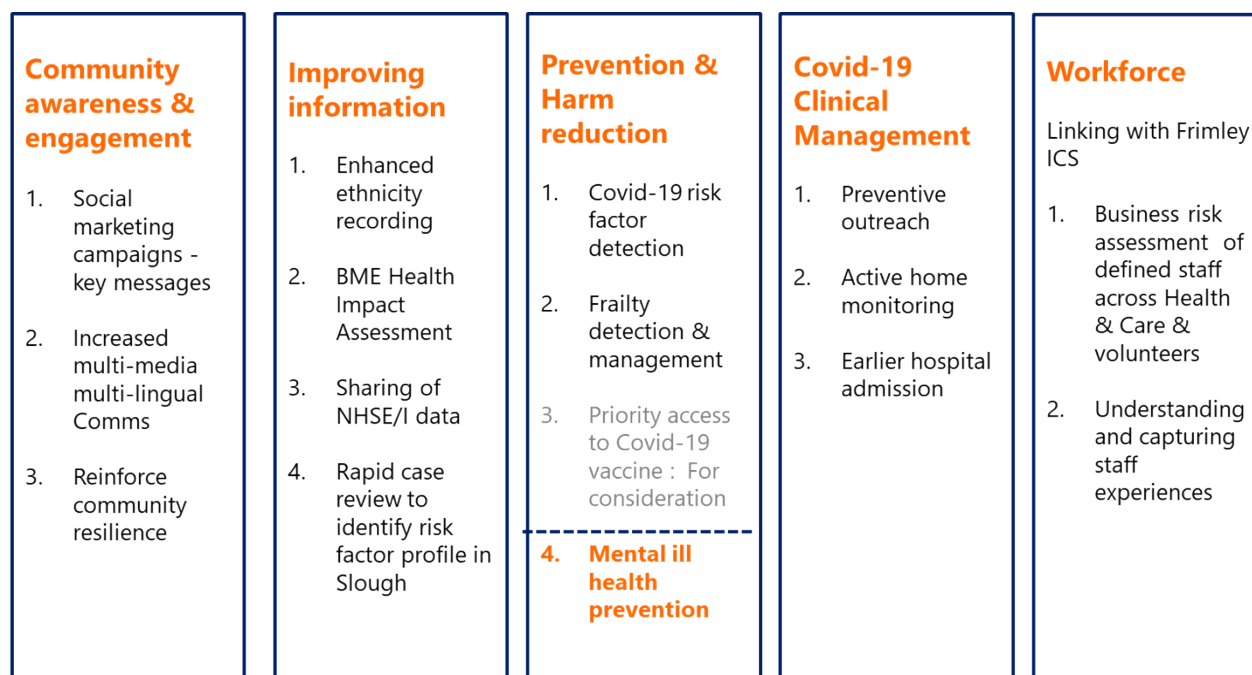 Community
awareness &
engagement
1. Social
marketing
campaigns -
key messages
2. Increased
multi-media
multi-lingual
Comms
3. Reinforce
community
resilience
Improving
information
1. Enhanced
ethnicity
recording
2. BME Health
Impact
Assessment
3. Sharing of
NHSE/I data
4. Rapid case
review to
identify risk
factor profile in
Slough
Prevention &
Harm
reduction
1. Covid-19 risk
factor
detection
2. Frailty
detection &
management
3. Priority access
to Covid-19
vaccine : For
consideration
4. Mental ill
health
prevention
Covid-19
Clinical
Management
1. Preventive
outreach
2. Active home
monitoring
3. Earlier hospital
admission
Workforce
Linking with Frimley
ICS
1. Business risk
assessment of
defined staff
across Health
& Care &
volunteers
2. Understanding
and capturing
staff
experiences